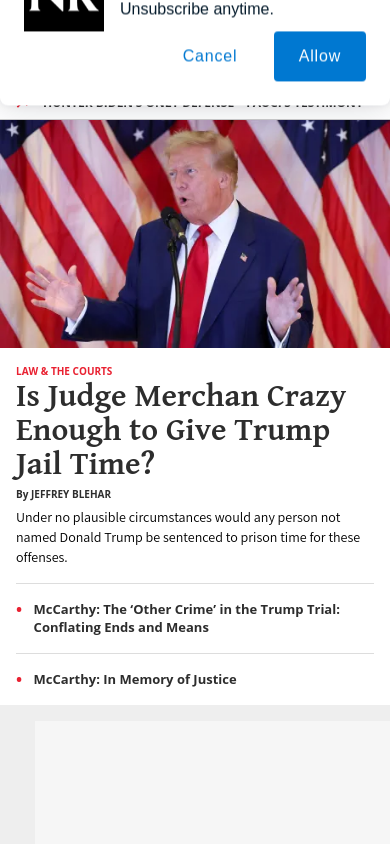 NR
Unsubscribe anytime.
Cancel
Allow
HUNTER BIDEN'S ONLY DEFENSE
FAUCI'S TESTIMONY
LAW & THE COURTS
Is Judge Merchan Crazy
Enough to Give Trump
Jail Time?
By JEFFREY BLEHAR
Under no plausible circumstances would any person not
named Donald Trump be sentenced to prison time for these
offenses.
• McCarthy: The ‘Other Crime’ in the Trump Trial:
Conflating Ends and Means
• McCarthy: In Memory of Justice